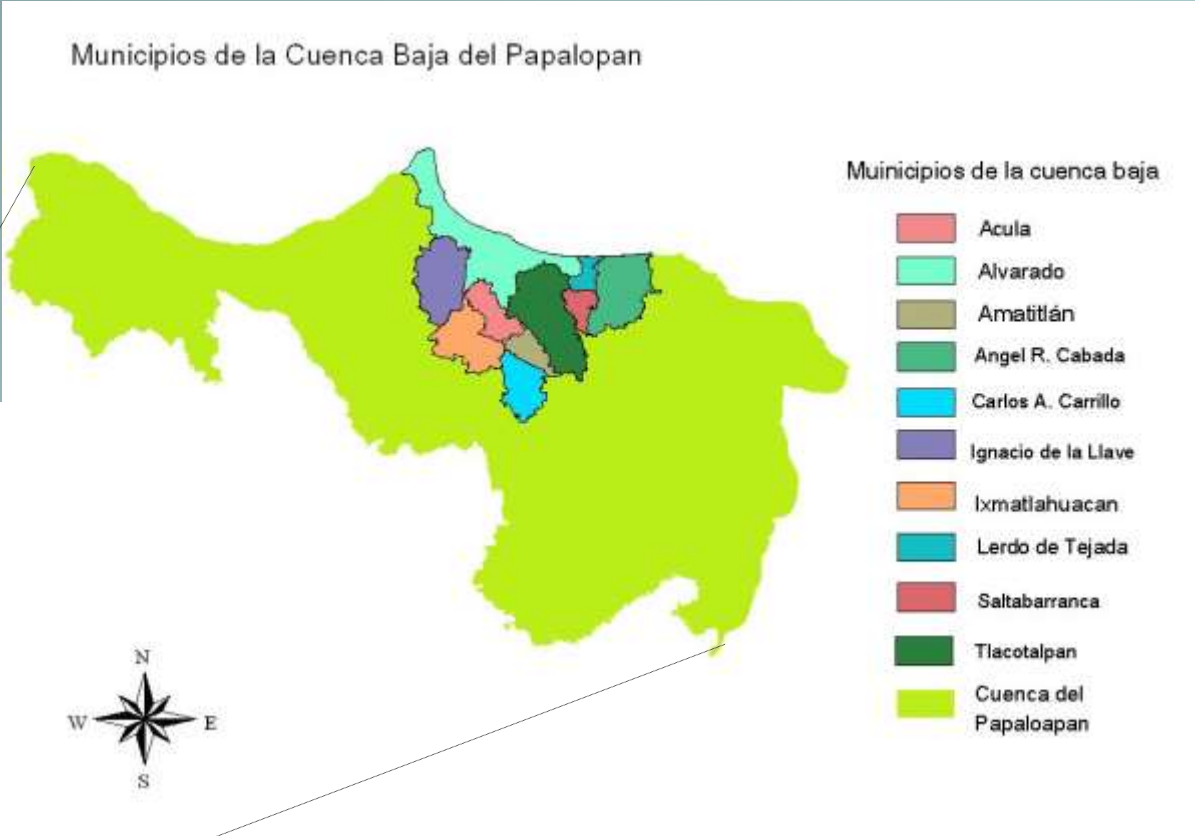 Municipios de la Cuenca Baja del Papalopan
Muinicipios de la cuenca baja
Acula
Alvarado
Amatitlán
Angel R. Cabada
Carlos A. Carrillo
Ignacio de la Llave
Ixmatlahuacan
Lerdo de Tejada
Saltabarranca
Tlacotalpan
Cuenca del
Papaloapan
N
W E
S